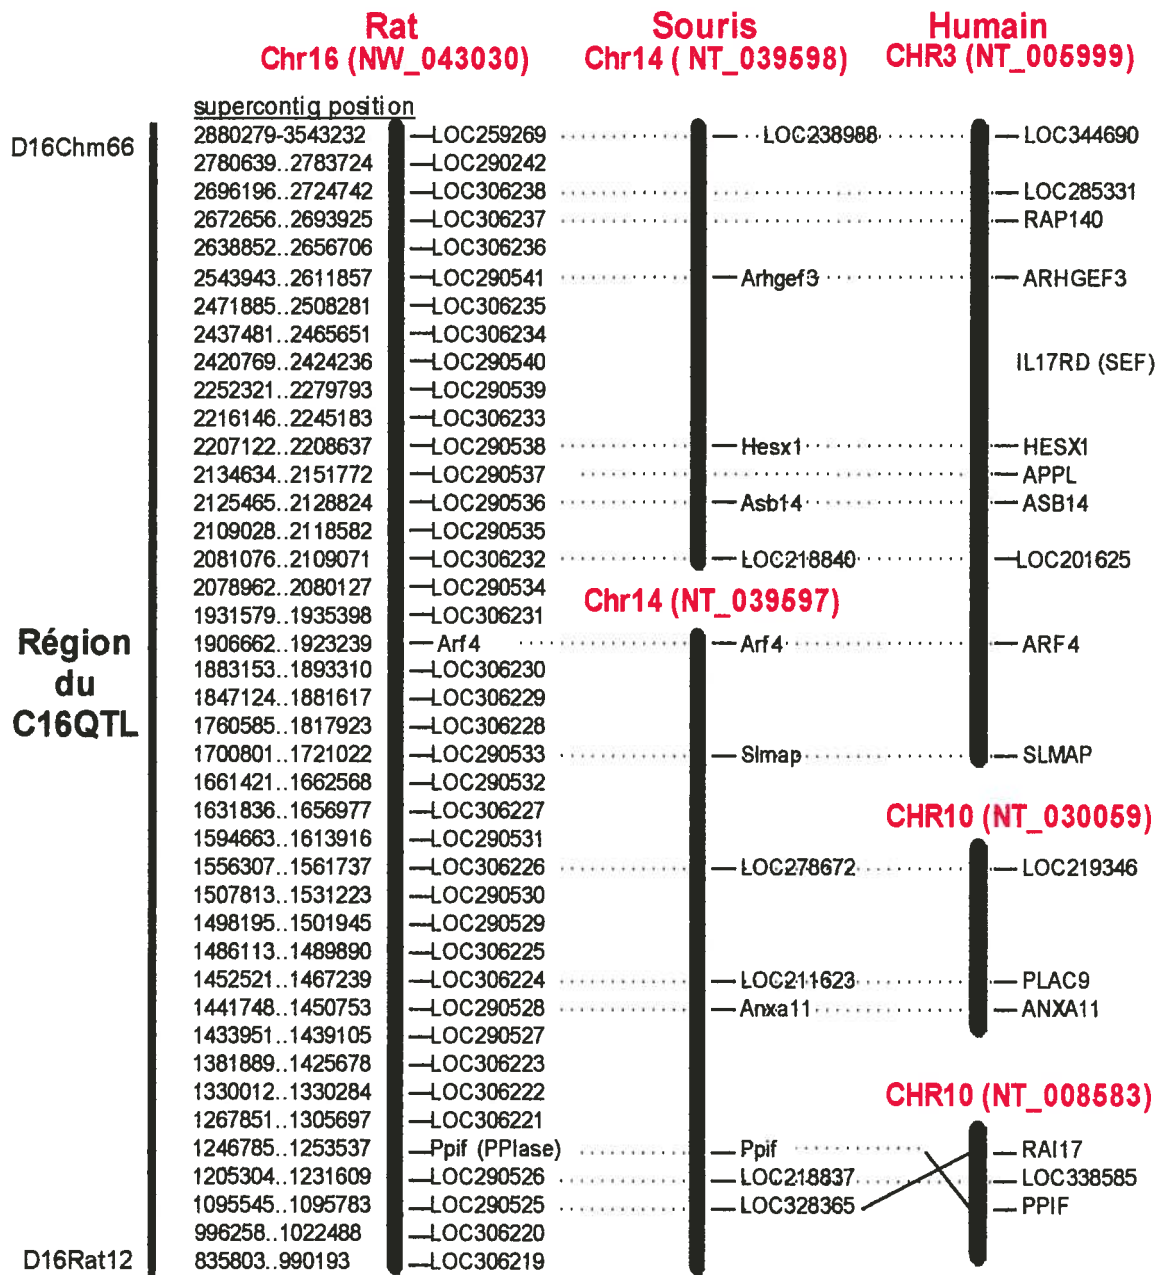 Rat Souris Humain
Chr16 (NW_043030) Chr14 ( NT_039598) CHR3 (NT_005999)
supercontig position
D16Chm66 2880279-3543232 LOC259269 LOC238988 LOC344690
2780639..2783724 LOC290242
2696196..2724742 LOC306238 LOC285331
2672656..2693925 LOC306237 RAP140
2638852..2656706 LOC306236
2543943..2611857 LOC290541 Arhgef3 ARHGEF3
2471885..2508281 LOC306235
2437481..2465651 LOC306234
2420769..2424236 LOC290540 IL17RD (SEF)
2252321..2279793 LOC290539
2216146..2245183 LOC306233
2207122..2208637 LOC290538 Hesx1 HESX1
2134634..2151772 LOC290537 APPL
2125465..2128824 LOC290536 Asb14 ASB14
2109028..2118582 LOC290535
2081076..2109071 LOC306232 LOC218840 LOC201625
2078962..2080127 LOC290534
Chr14 (NT_039597)
1931579..1935398 LOC306231
Région du C16QTL
1906662..1923239 Arf4 Arf4 ARF4
1883153..1893310 LOC306230
1847124..1881617 LOC306229
1760585..1817923 LOC306228
1700801..1721022 LOC290533 Slmap SLMAP
1661421..1662568 LOC290532
1631836..1656977 LOC306227
CHR10 (NT_030059)
1594663..1613916 LOC290531
1556307..1561737 LOC306226 LOC278672 LOC219346
1507813..1531223 LOC290530
1498195..1501945 LOC290529
1486113..1489890 LOC306225
1452521..1467239 LOC306224 LOC211623 PLAC9
1441748..1450753 LOC290528 Anxa11 ANXA11
1433951..1439105 LOC290527
1381889..1425678 LOC306223
1330012..1330284 LOC306222
CHR10 (NT_008583)
1267851..1305697 LOC306221
1246785..1253537 Ppif (PPIase) Ppif RAI17
1205304..1231609 LOC290526 LOC218837 LOC338585
1095545..1095783 LOC290525 LOC328365 PPIF
996258..1022488 LOC306220
D16Rat12 835803..990193 LOC306219